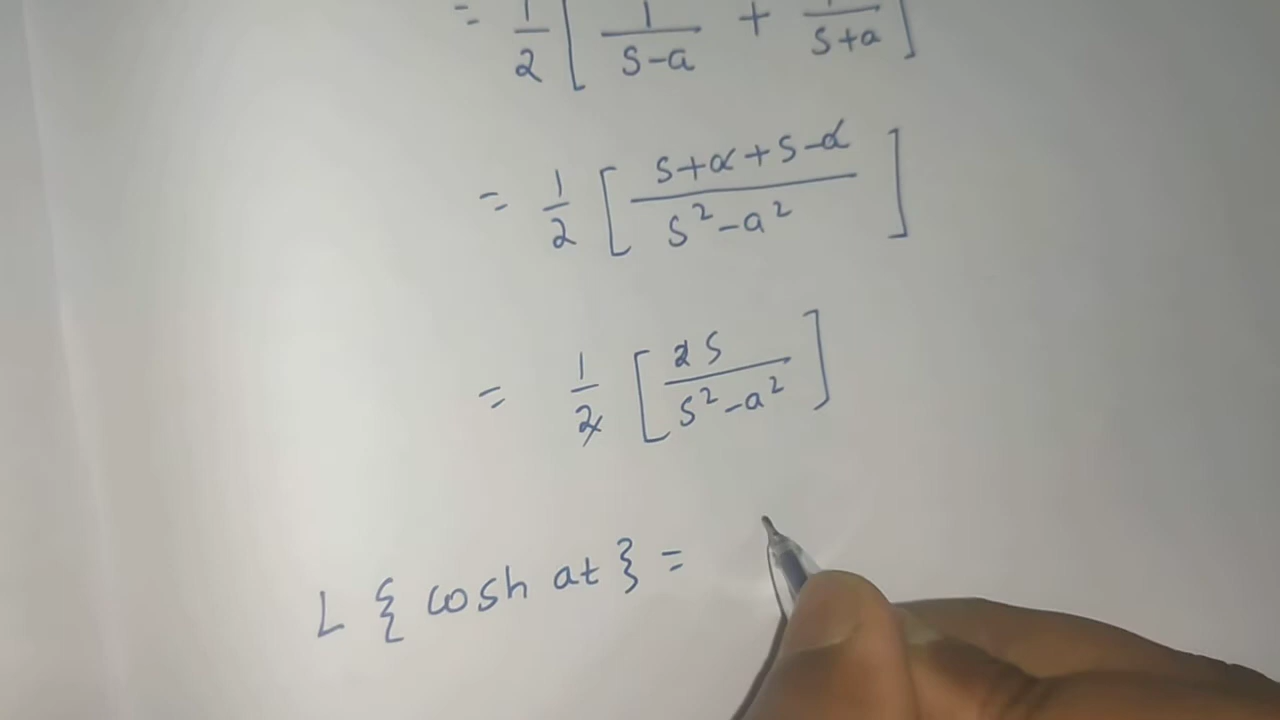 = 1/2 [ 1/(s-a) + 1/(s+a) ]
= 1/2 [ (s+a+s-a)/(s²-a²) ]
= 1/2 [ 2s/(s²-a²) ]
L { cosh at } =